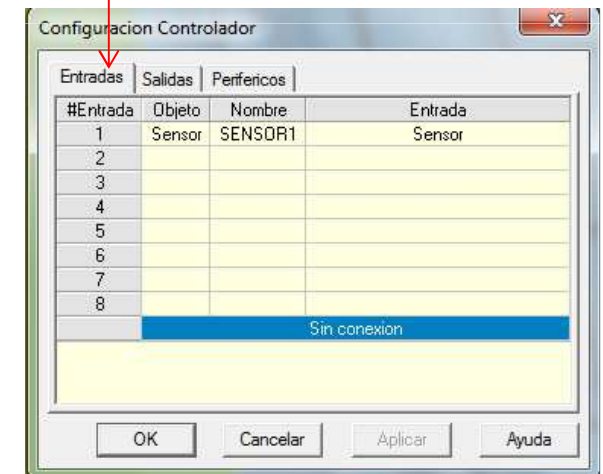 Configuracion Controlador
Entradas Salidas Perifericos
#Entrada Objeto Nombre Entrada
1 Sensor SENSOR1 Sensor
2
3
4
5
6
7
8
Sin conexion
OK Cancelar Aplicar Ayuda